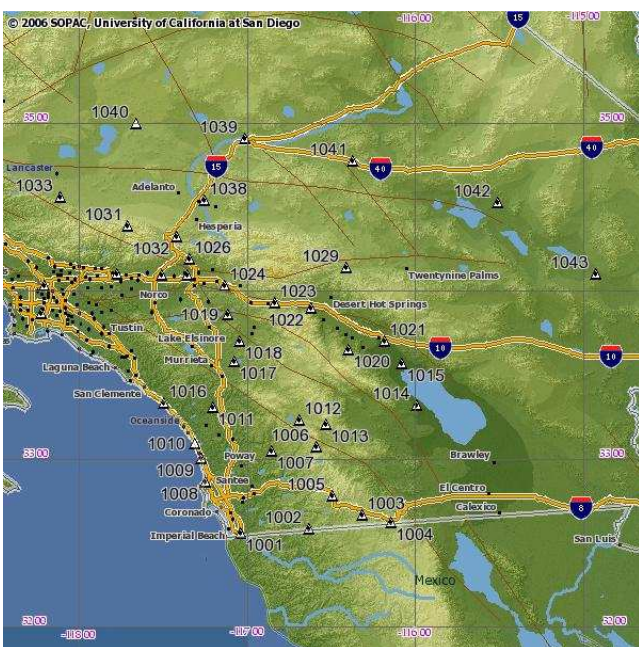 © 2006 SOPAC, University of California at San Diego
-116 00
-115 00
15
35 00
35 00
1040
1039
1041
40
40
15
Lancaster
1033
Adelanto
1038
1042
1031
Hesperia
1032
1026
1029
Twentynine Palms
1043
1024
Norco
1023
Desert Hot Springs
1022
1019
Tustin
Lake Elsinore
1018
1021
10
10
Laguna Beach
Murrieta
1017
1020
1015
San Clemente
1016
1014
Oceanside
1011
1012
1010
1006
1013
33 00
33 00
1009
1007
Poway
Brawley
1008
Santee
1005
El Centro
Calexico
8
Coronado
1003
Imperial Beach
1002
1004
1001
San Luis
Mexico
32 00
32 00
-118 00
-117 00
-116 00
-115 00